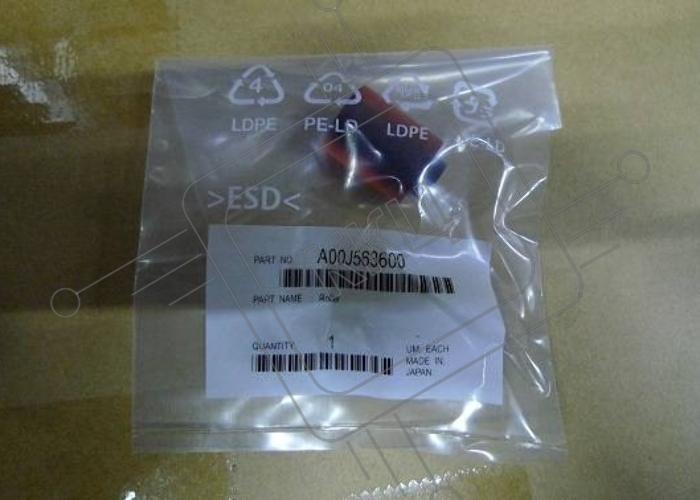 4
04
LDPE PE-LD LDPE
>ESD<
PART NO. A00J563600
PART NAME Roller
QUANTITY 1 UM. EACH
MADE IN
JAPAN